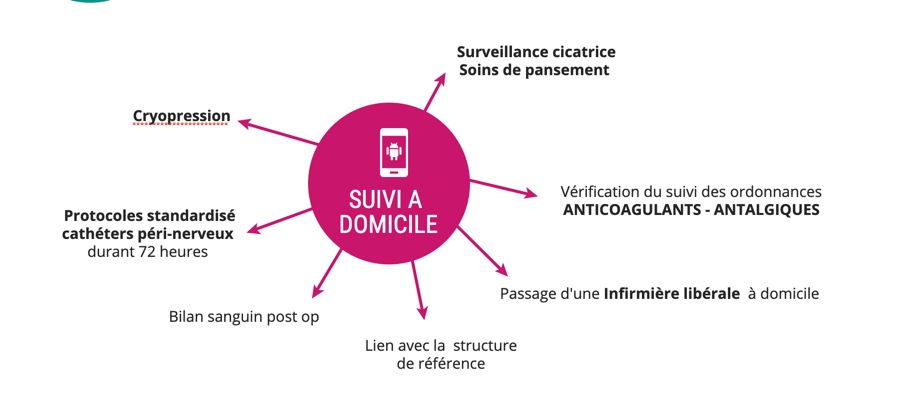 Surveillance cicatrice
Soins de pansement
Cryopression
SUIVI A
DOMICILE
Vérification du suivi des ordonnances
ANTICOAGULANTS - ANTALGIQUES
Protocoles standardisé
cathéters péri-nerveux
durant 72 heures
Passage d'une Infirmière libérale à domicile
Bilan sanguin post op
Lien avec la structure
de référence